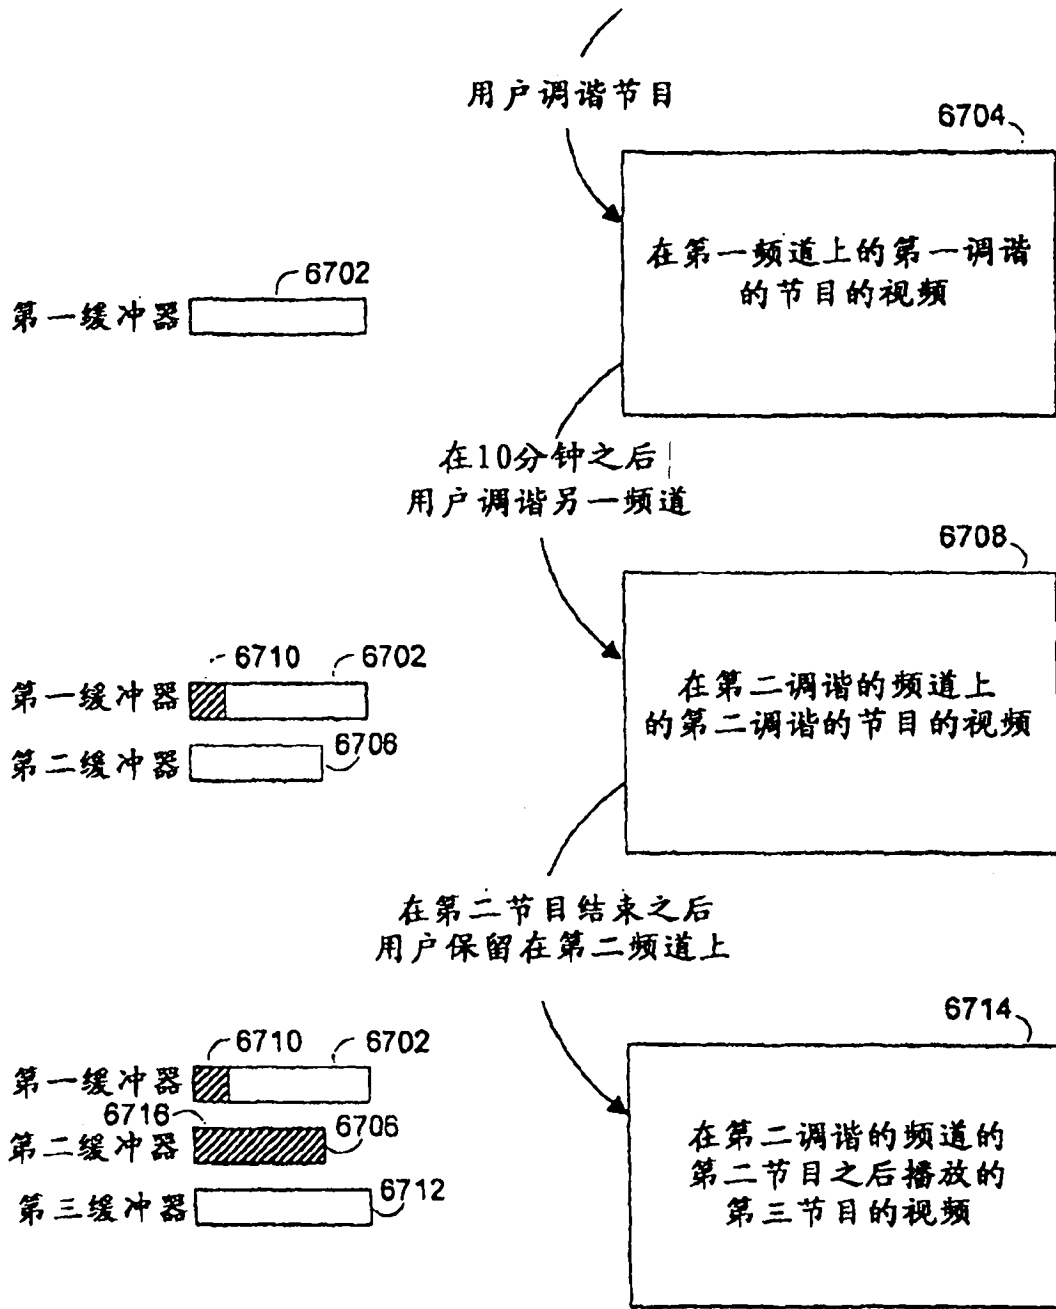 用户调谐节目
6704
在第一频道上的第一调谐
的节目的视频
6702
第一缓冲器
在10分钟之后
用户调谐另一频道
6708
6710
6702
第一缓冲器
在第二调谐的频道上
的第二调谐的节目的视频
6706
第二缓冲器
在第二节目结束之后
用户保留在第二频道上
6714
6710
6702
第一缓冲器
6716
第二缓冲器
6706
在第二调谐的频道的
第二节目之后播放的
第三节目的视频
6712
第三缓冲器